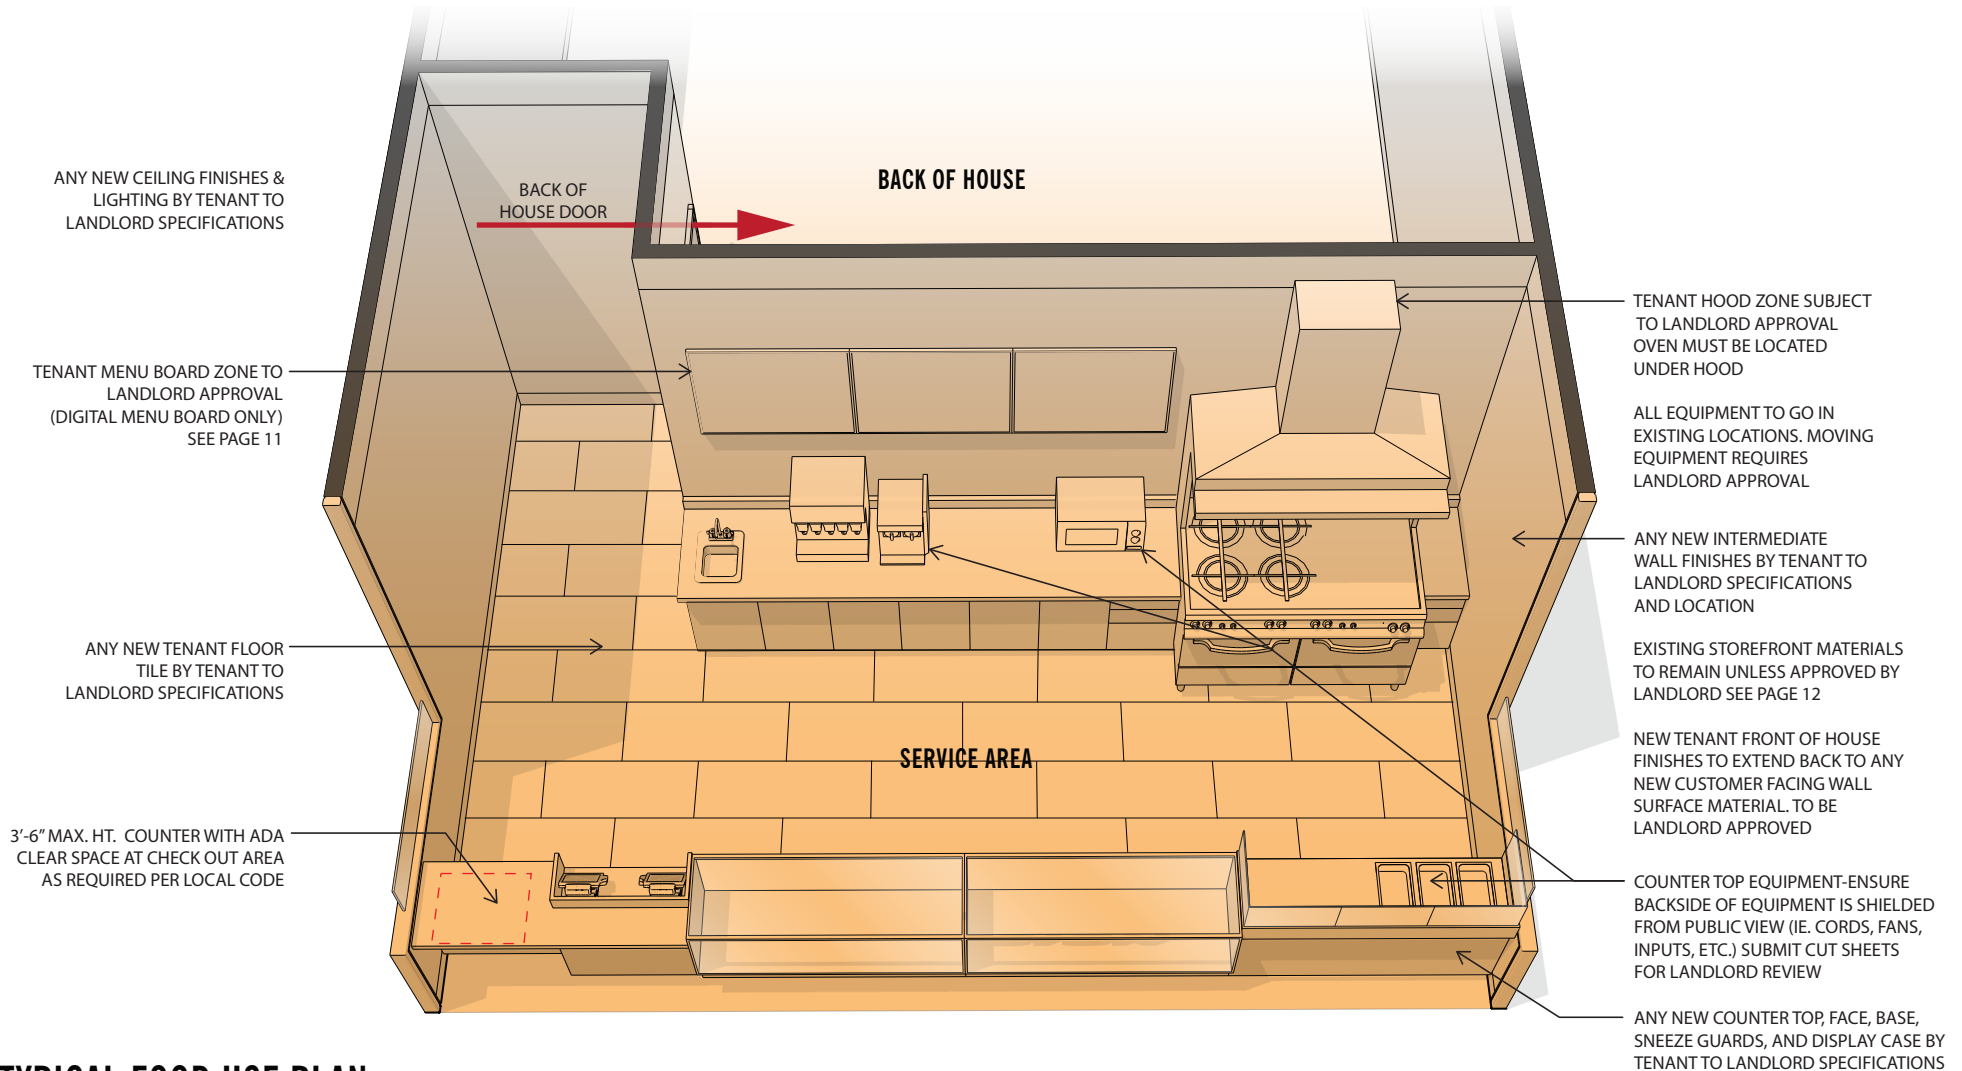 BACK OF HOUSE
BACK OF
HOUSE DOOR
ANY NEW CEILING FINISHES &
LIGHTING BY TENANT TO
LANDLORD SPECIFICATIONS
TENANT MENU BOARD ZONE TO
LANDLORD APPROVAL
(DIGITAL MENU BOARD ONLY)
SEE PAGE 11
ANY NEW TENANT FLOOR
TILE BY TENANT TO
LANDLORD SPECIFICATIONS
3'-6” MAX. HT. COUNTER WITH ADA
CLEAR SPACE AT CHECK OUT AREA
AS REQUIRED PER LOCAL CODE
SERVICE AREA
TENANT HOOD ZONE SUBJECT
TO LANDLORD APPROVAL
OVEN MUST BE LOCATED
UNDER HOOD
ALL EQUIPMENT TO GO IN
EXISTING LOCATIONS. MOVING
EQUIPMENT REQUIRES
LANDLORD APPROVAL
ANY NEW INTERMEDIATE
WALL FINISHES BY TENANT TO
LANDLORD SPECIFICATIONS
AND LOCATION
EXISTING STOREFRONT MATERIALS
TO REMAIN UNLESS APPROVED BY
LANDLORD SEE PAGE 12
NEW TENANT FRONT OF HOUSE
FINISHES TO EXTEND BACK TO ANY
NEW CUSTOMER FACING WALL
SURFACE MATERIAL. TO BE
LANDLORD APPROVED
COUNTER TOP EQUIPMENT-ENSURE
BACKSIDE OF EQUIPMENT IS SHIELDED
FROM PUBLIC VIEW (IE. CORDS, FANS,
INPUTS, ETC.) SUBMIT CUT SHEETS
FOR LANDLORD REVIEW
ANY NEW COUNTER TOP, FACE, BASE,
SNEEZE GUARDS, AND DISPLAY CASE BY
TENANT TO LANDLORD SPECIFICATIONS
TYPICAL FOOD USE PLAN